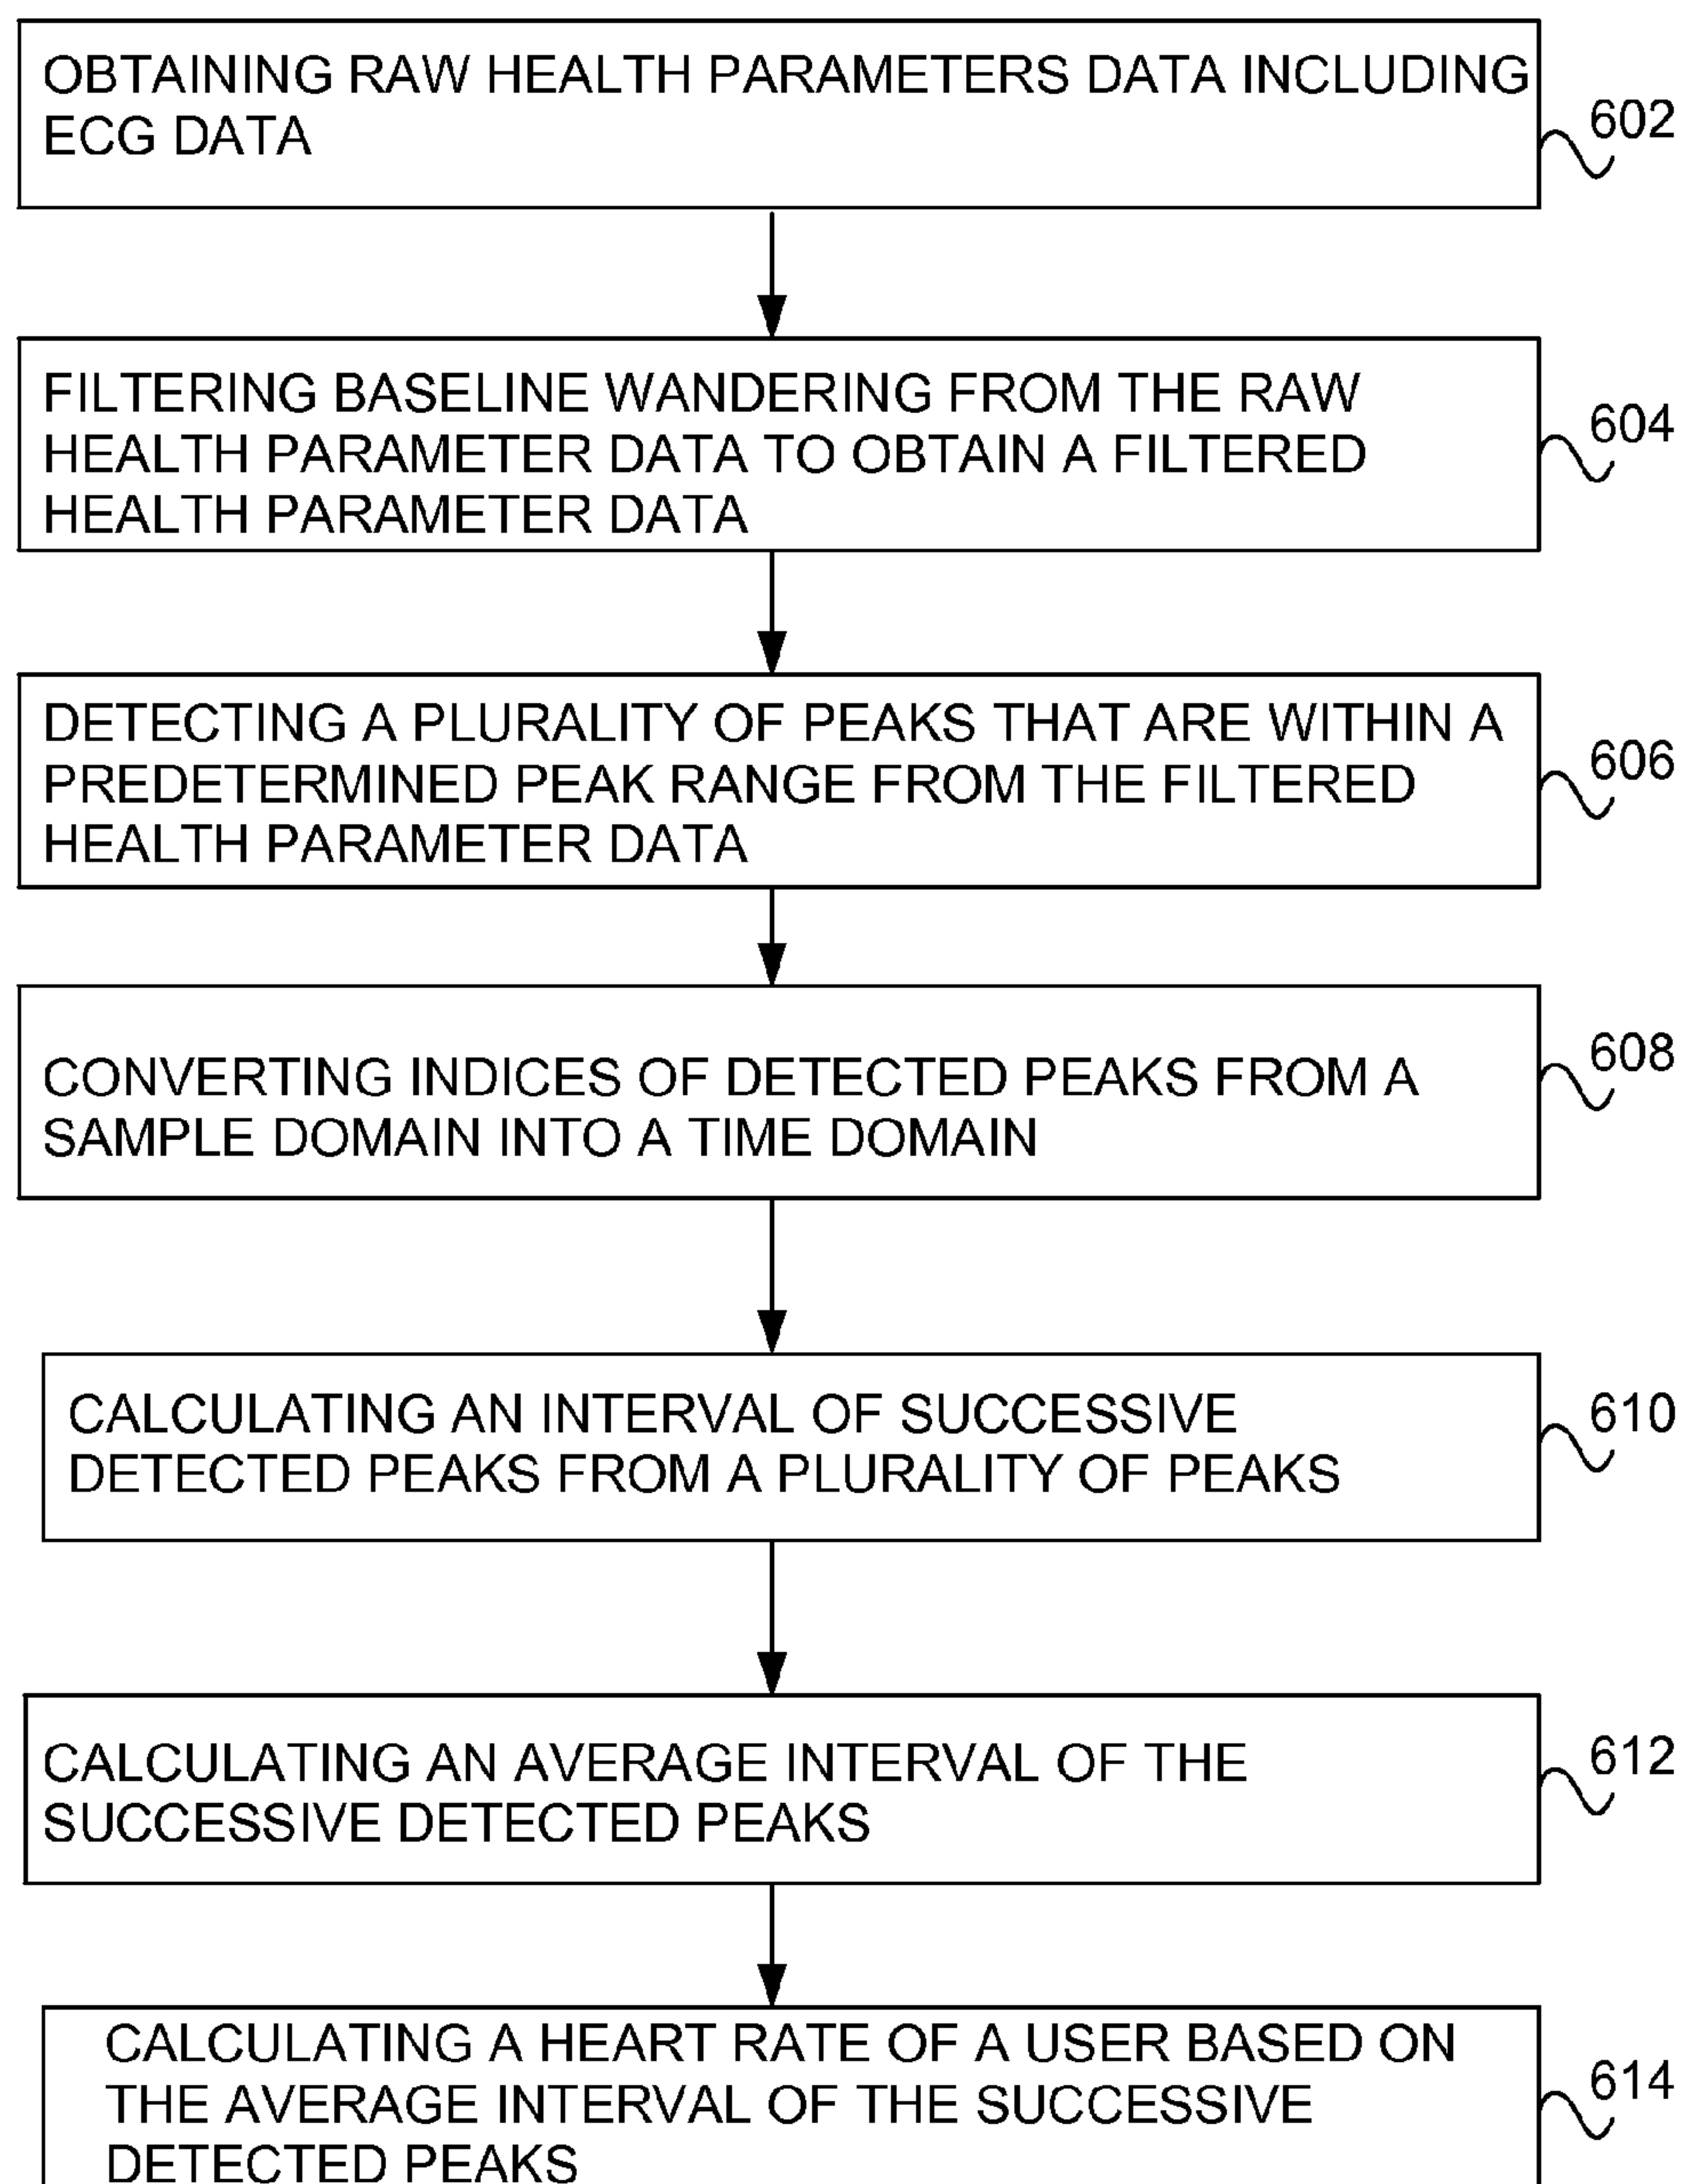 OBTAINING RAW HEALTH PARAMETERS DATA INCLUDING
ECG DATA
602
FILTERING BASELINE WANDERING FROM THE RAW
HEALTH PARAMETER DATA TO OBTAIN A FILTERED
HEALTH PARAMETER DATA
604
DETECTING A PLURALITY OF PEAKS THAT ARE WITHIN A
PREDETERMINED PEAK RANGE FROM THE FILTERED
HEALTH PARAMETER DATA
606
CONVERTING INDICES OF DETECTED PEAKS FROM A
SAMPLE DOMAIN INTO A TIME DOMAIN
608
CALCULATING AN INTERVAL OF SUCCESSIVE
DETECTED PEAKS FROM A PLURALITY OF PEAKS
610
CALCULATING AN AVERAGE INTERVAL OF THE
SUCCESSIVE DETECTED PEAKS
612
CALCULATING A HEART RATE OF A USER BASED ON
THE AVERAGE INTERVAL OF THE SUCCESSIVE
DETECTED PEAKS
614